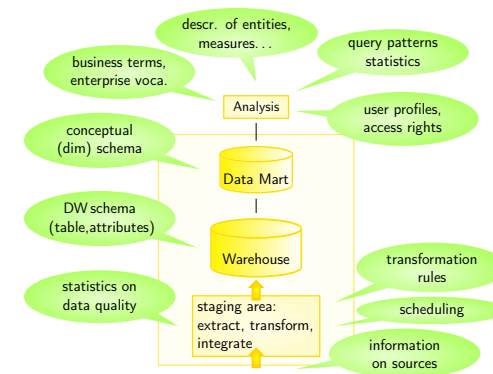 descr. of entities,
measures. . .
query patterns
statistics
business terms,
enterprise voca.
Analysis
user profiles,
access rights
conceptual
(dim) schema
Data Mart
DW schema
(table,attributes)
Warehouse
transformation
rules
statistics on
data quality
staging area:
extract, transform,
integrate
scheduling
information
on sources